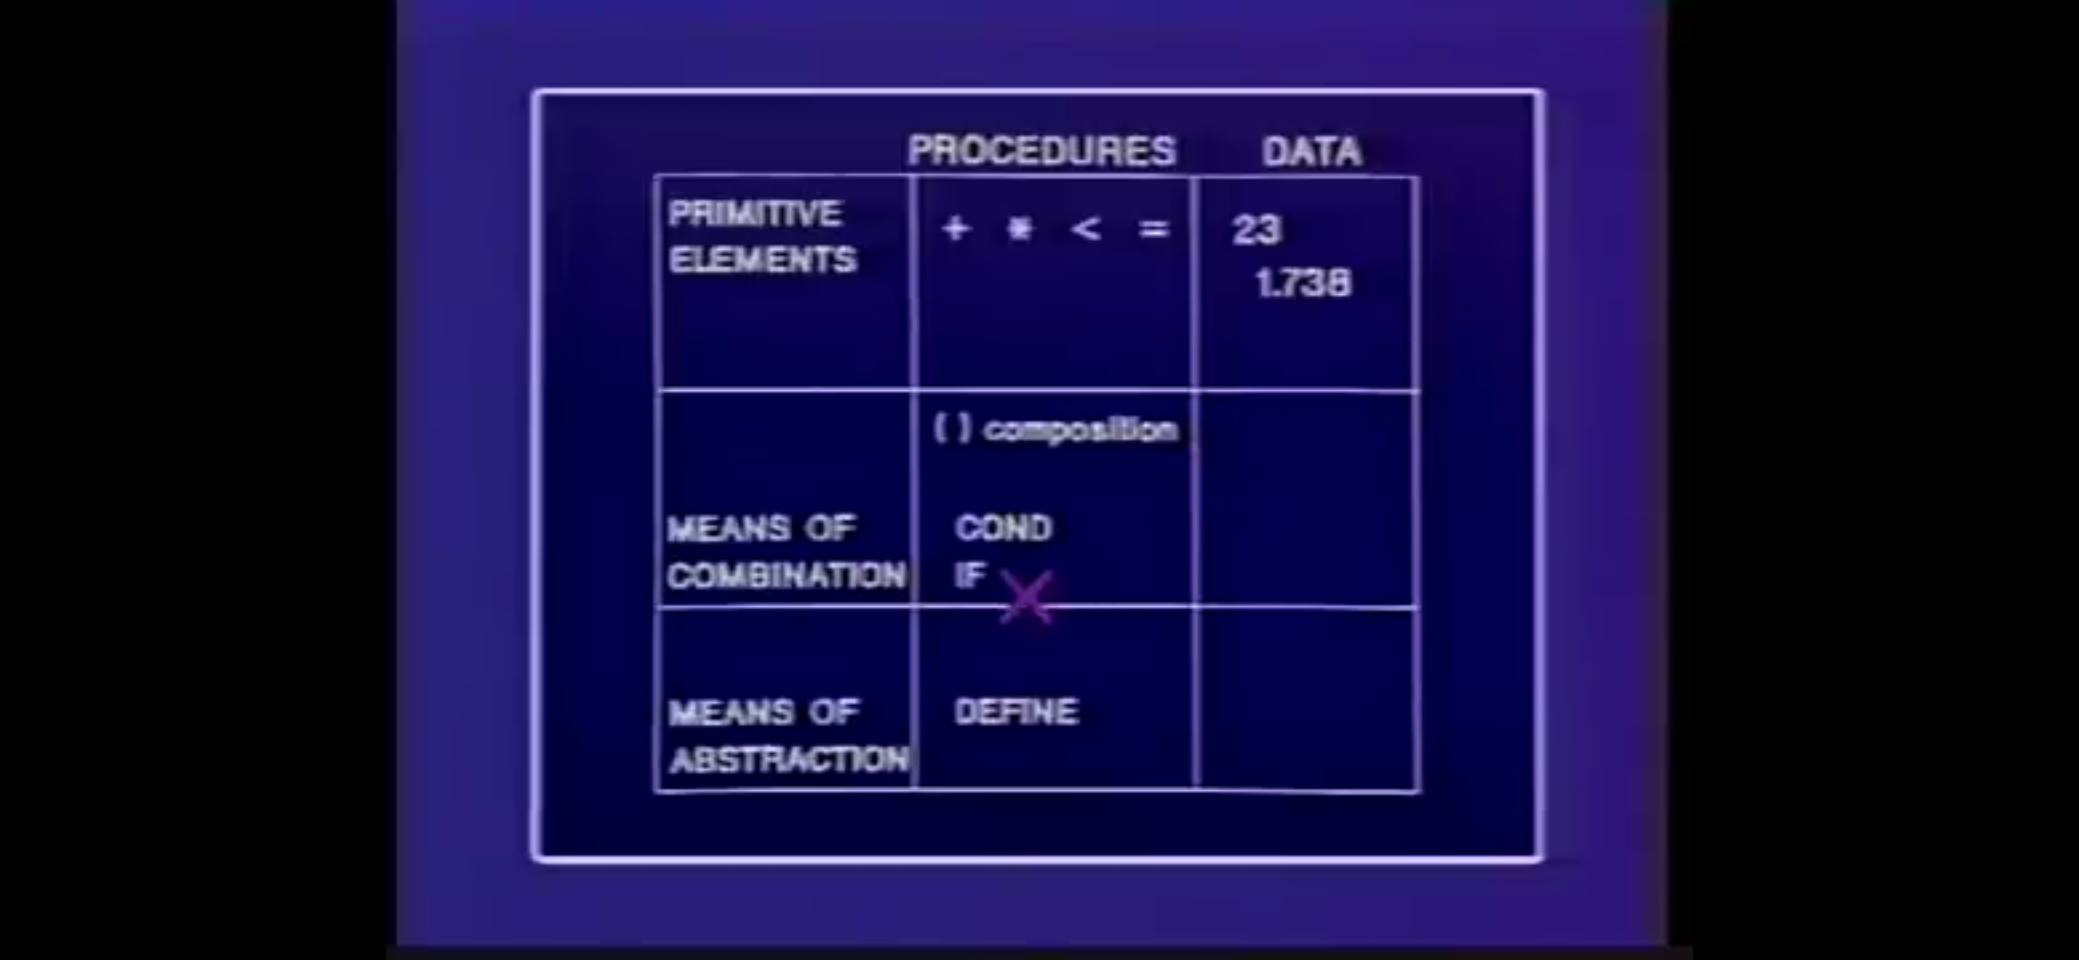 PROCEDURES DATA
PRIMITIVE
ELEMENTS
+ * < =
23
1.738
( ) composition
MEANS OF
COMBINATION
COND
IF
MEANS OF
ABSTRACTION
DEFINE